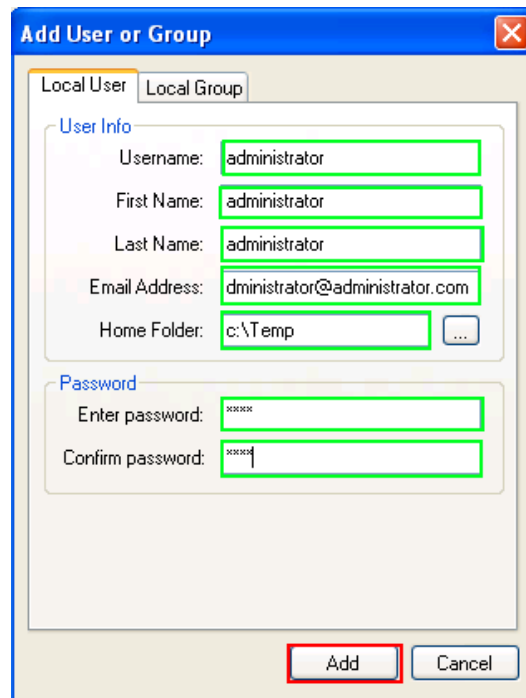 Add User or Group
Local User Local Group
User Info
Username: administrator
First Name: administrator
Last Name: administrator
Email Address: dministrator@administrator.com
Home Folder: c:\Temp ...
Password
Enter password: ****
Confirm password: ****
Add Cancel